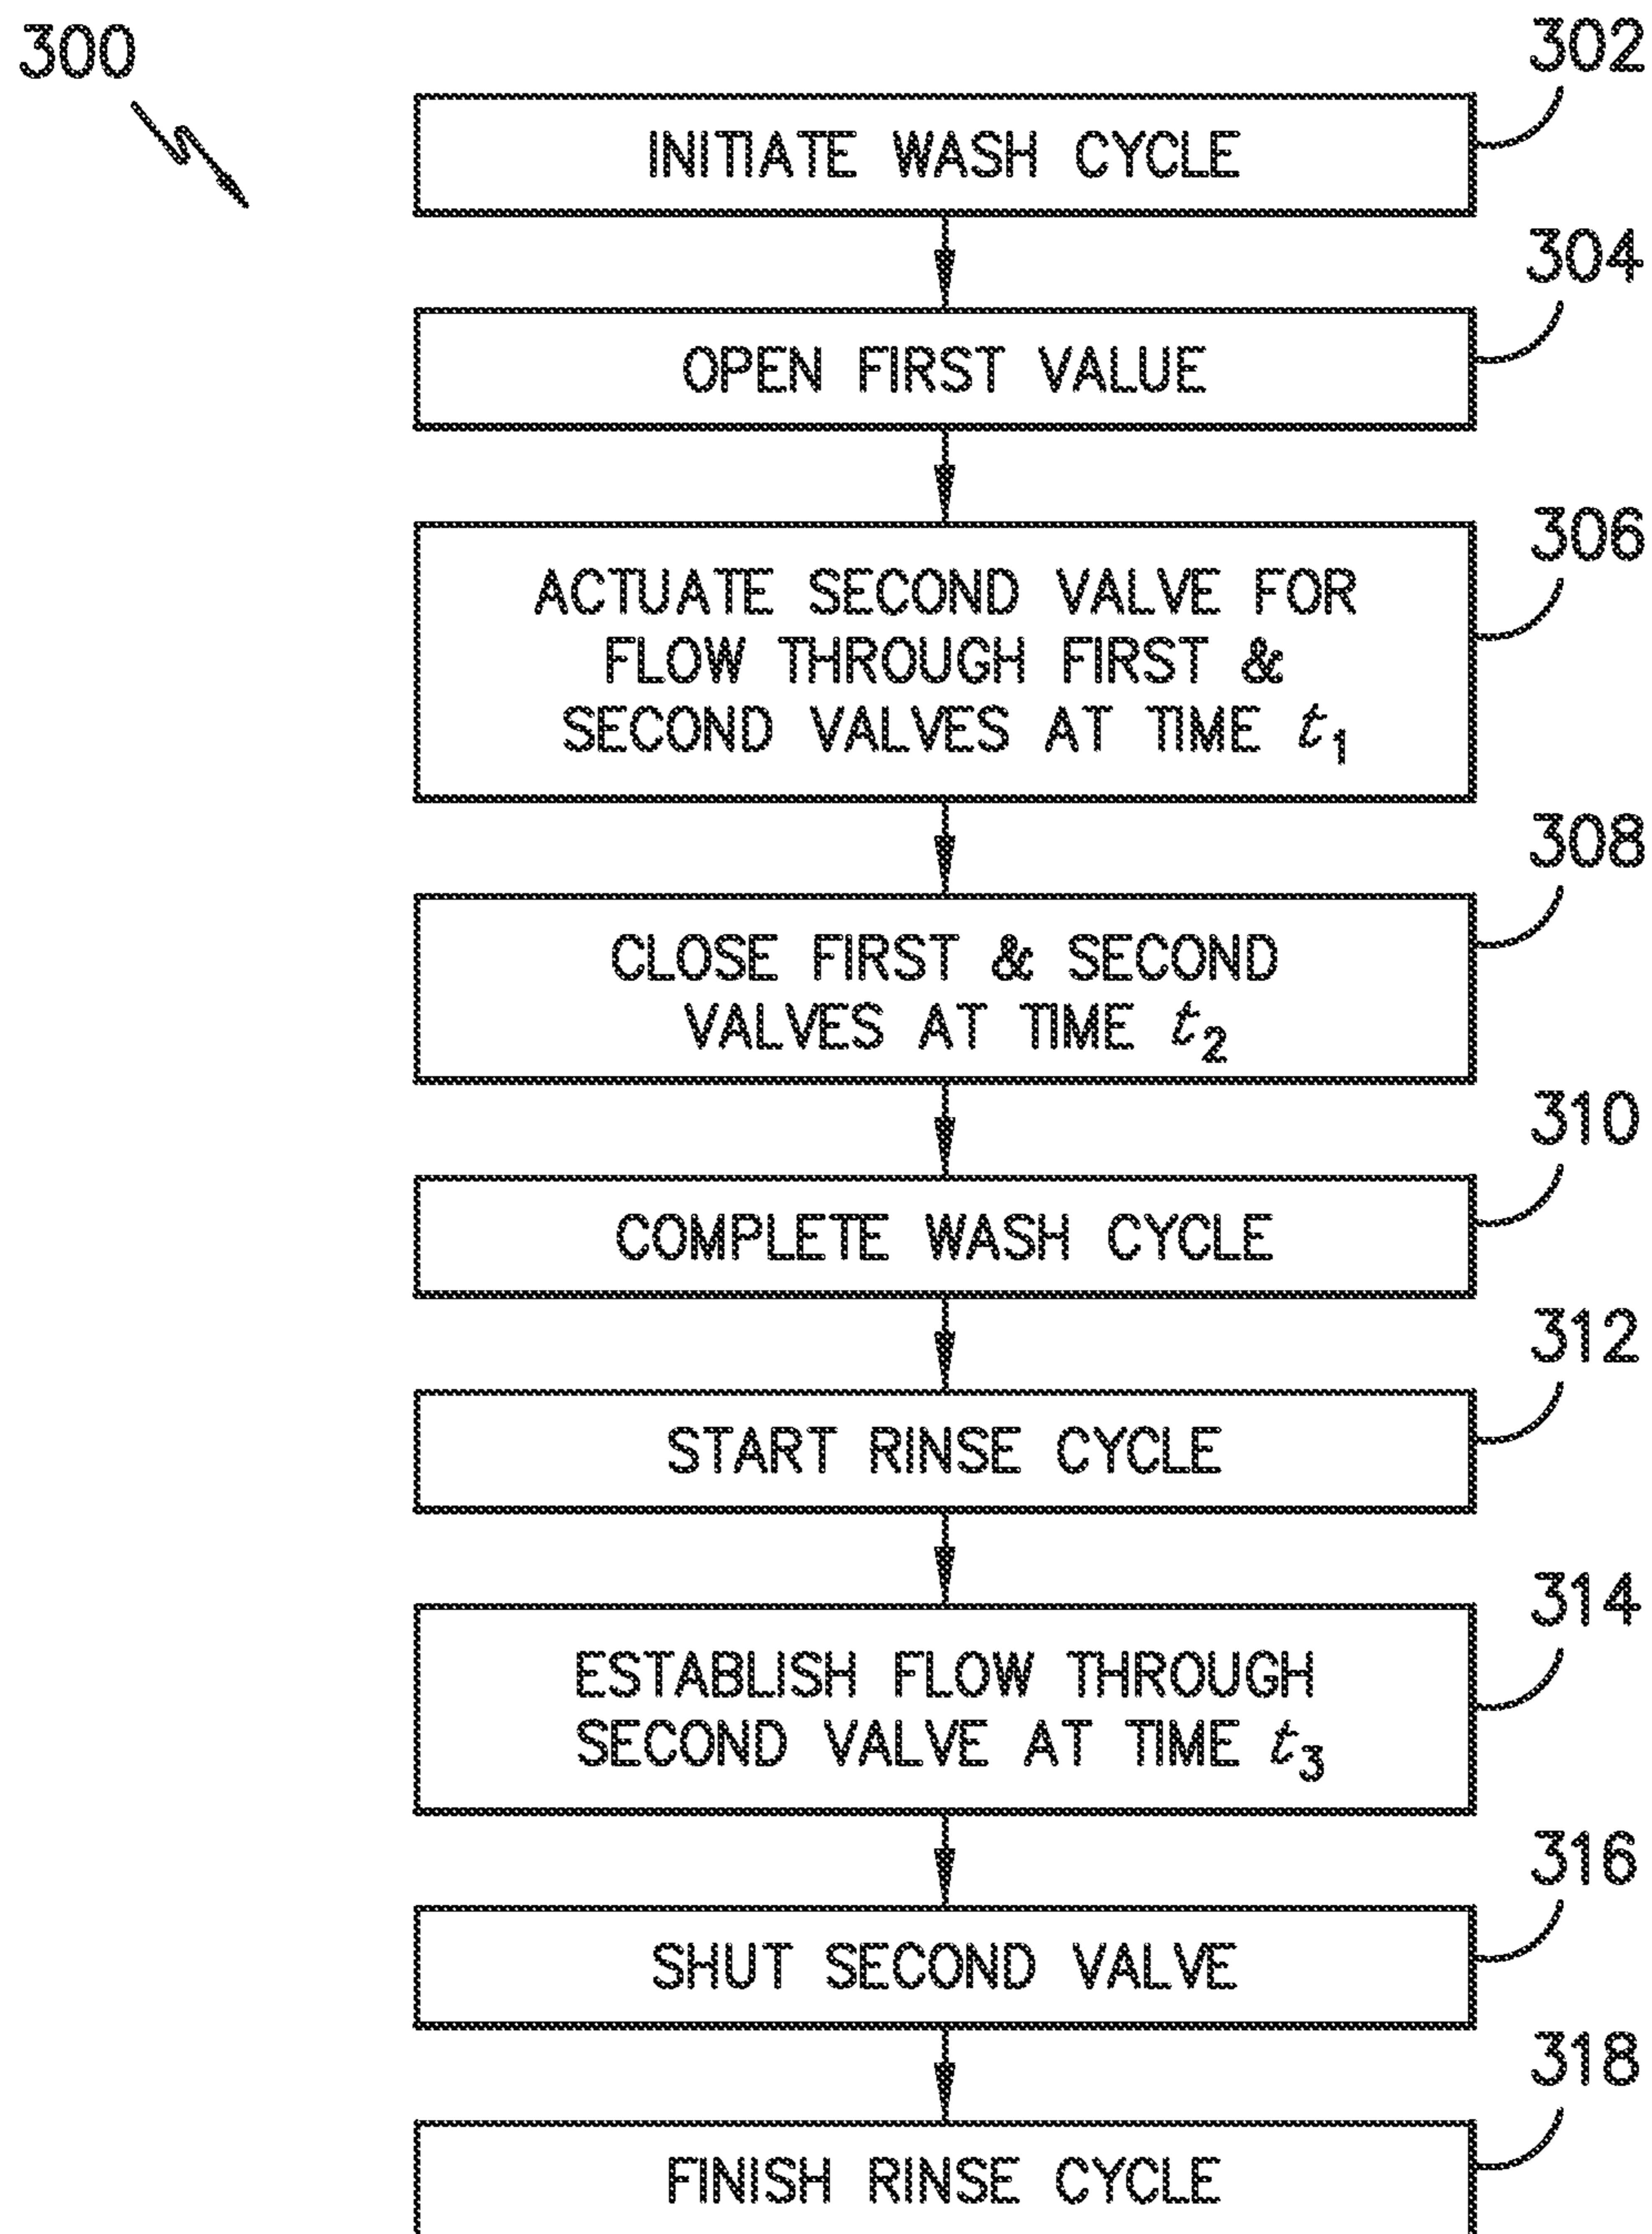 300
302
INITIATE WASH CYCLE
304
OPEN FIRST VALUE
306
ACTUATE SECOND VALVE FOR
FLOW THROUGH FIRST &
SECOND VALVES AT TIME t₁
308
CLOSE FIRST & SECOND
VALVES AT TIME t₂
310
COMPLETE WASH CYCLE
312
START RINSE CYCLE
314
ESTABLISH FLOW THROUGH
SECOND VALVE AT TIME t₃
316
SHUT SECOND VALVE
318
FINISH RINSE CYCLE